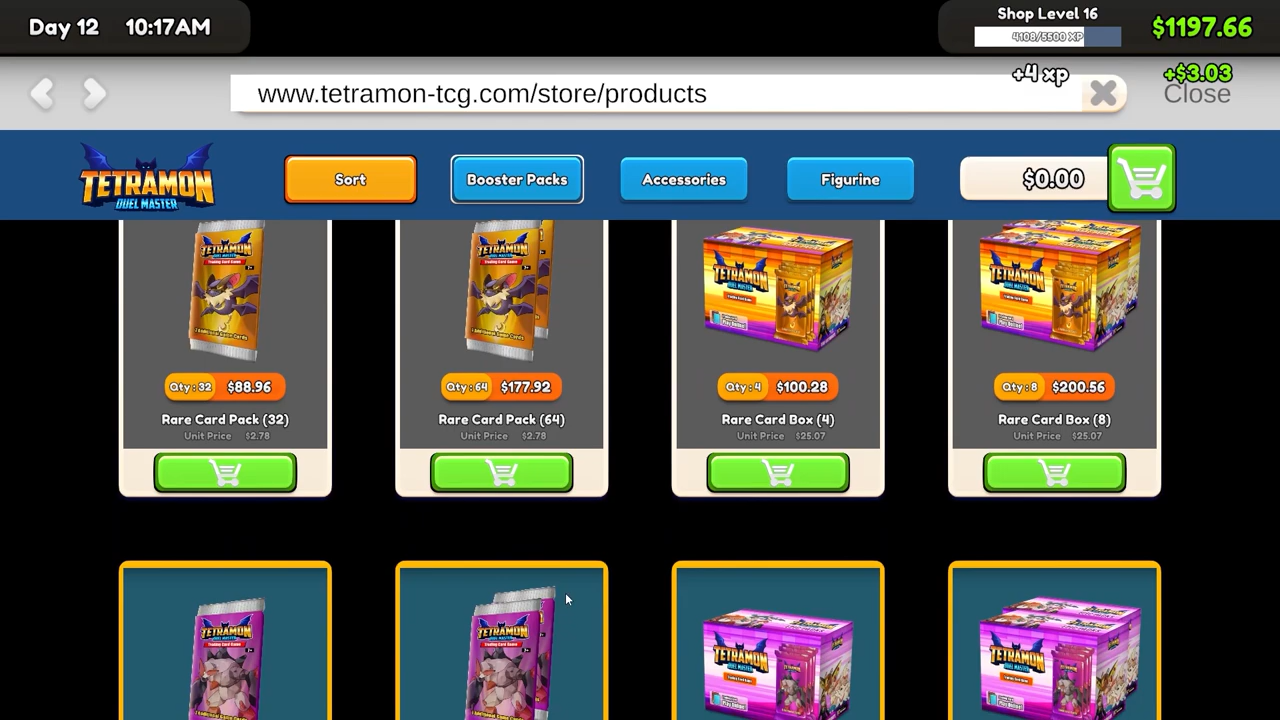 Day 12 10:17AM
Shop Level 16
4108/5500 XP
$1197.66
+4 xp
+$3.03
www.tetramon-tcg.com/store/products
Close
TETRAMON
DUEL MASTER
Sort
Booster Packs
Accessories
Figurine
$0.00
TETRAMON
TETRAMON
TETRAMON
TETRAMON
Qty : 32 $88.96
Qty : 64 $177.92
Qty : 4 $100.28
Qty : 8 $200.56
Rare Card Pack (32)
Rare Card Pack (64)
Rare Card Box (4)
Rare Card Box (8)
Unit Price $2.78
Unit Price $2.78
Unit Price $25.07
Unit Price $25.07
TETRAMON
TETRAMON
TETRAMON
TETRAMON